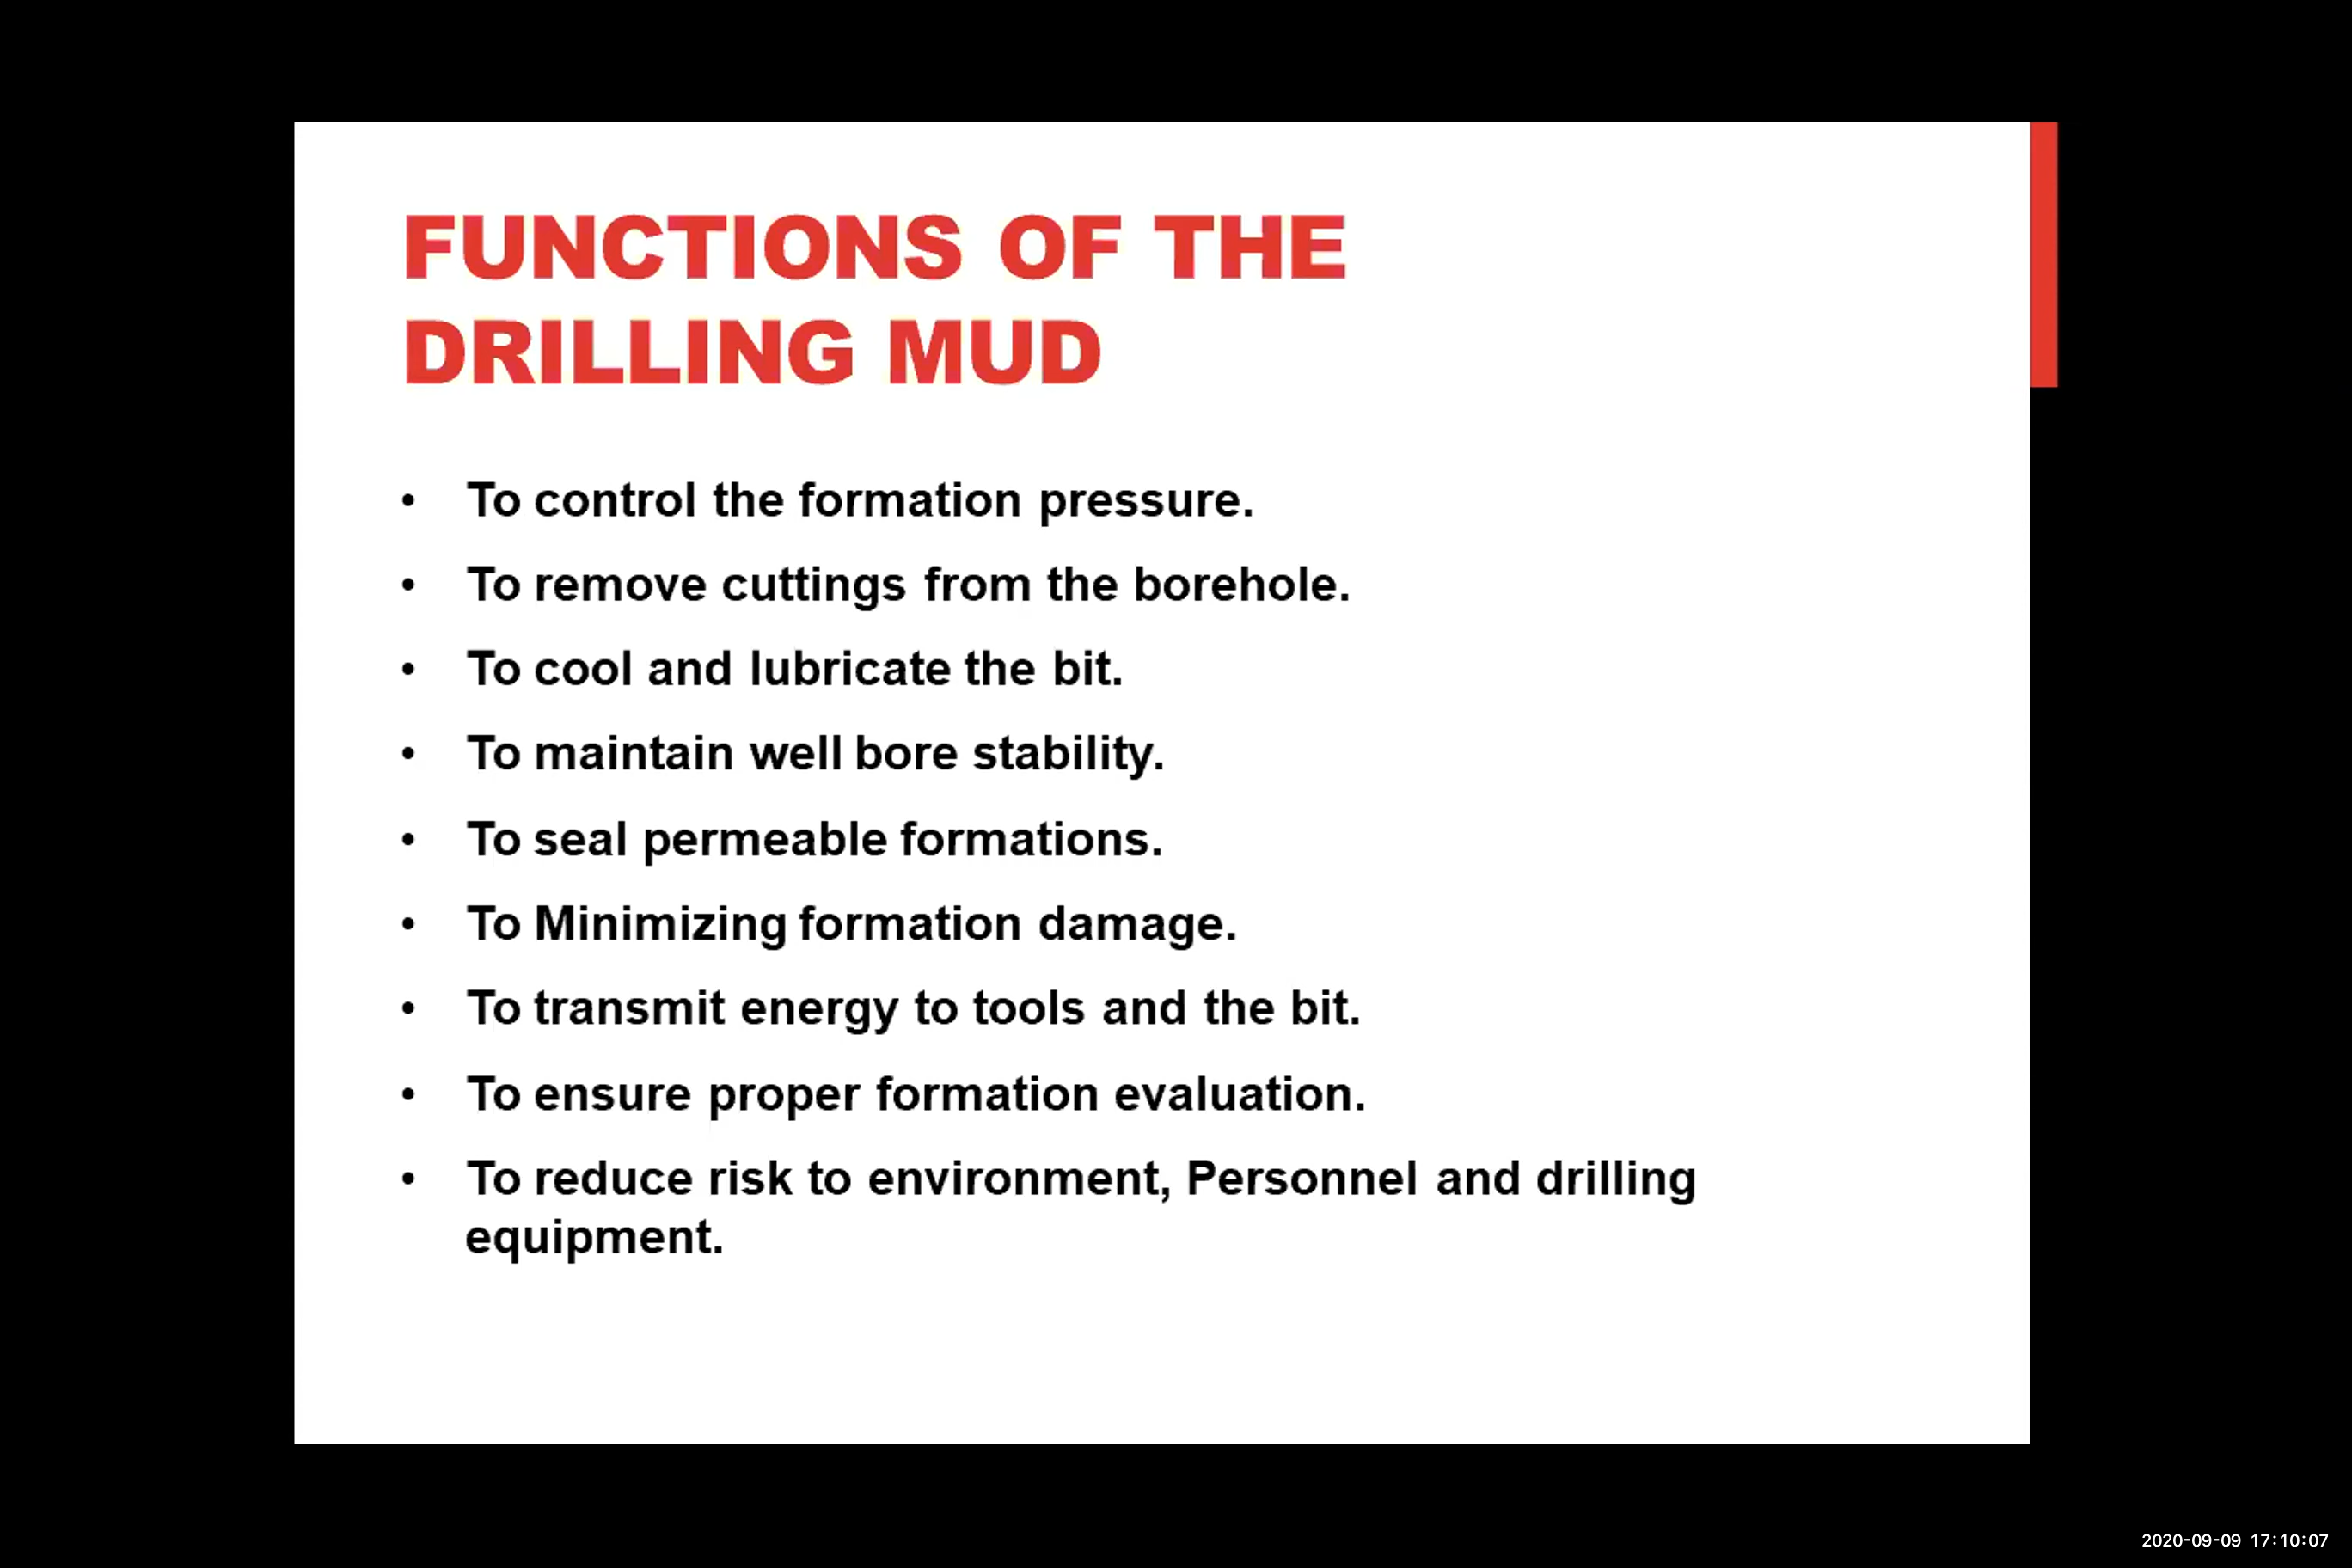 FUNCTIONS OF THE
DRILLING MUD
• To control the formation pressure.
• To remove cuttings from the borehole.
• To cool and lubricate the bit.
• To maintain well bore stability.
• To seal permeable formations.
• To Minimizing formation damage.
• To transmit energy to tools and the bit.
• To ensure proper formation evaluation.
• To reduce risk to environment, Personnel and drilling
equipment.
2020-09-09 17:10:07